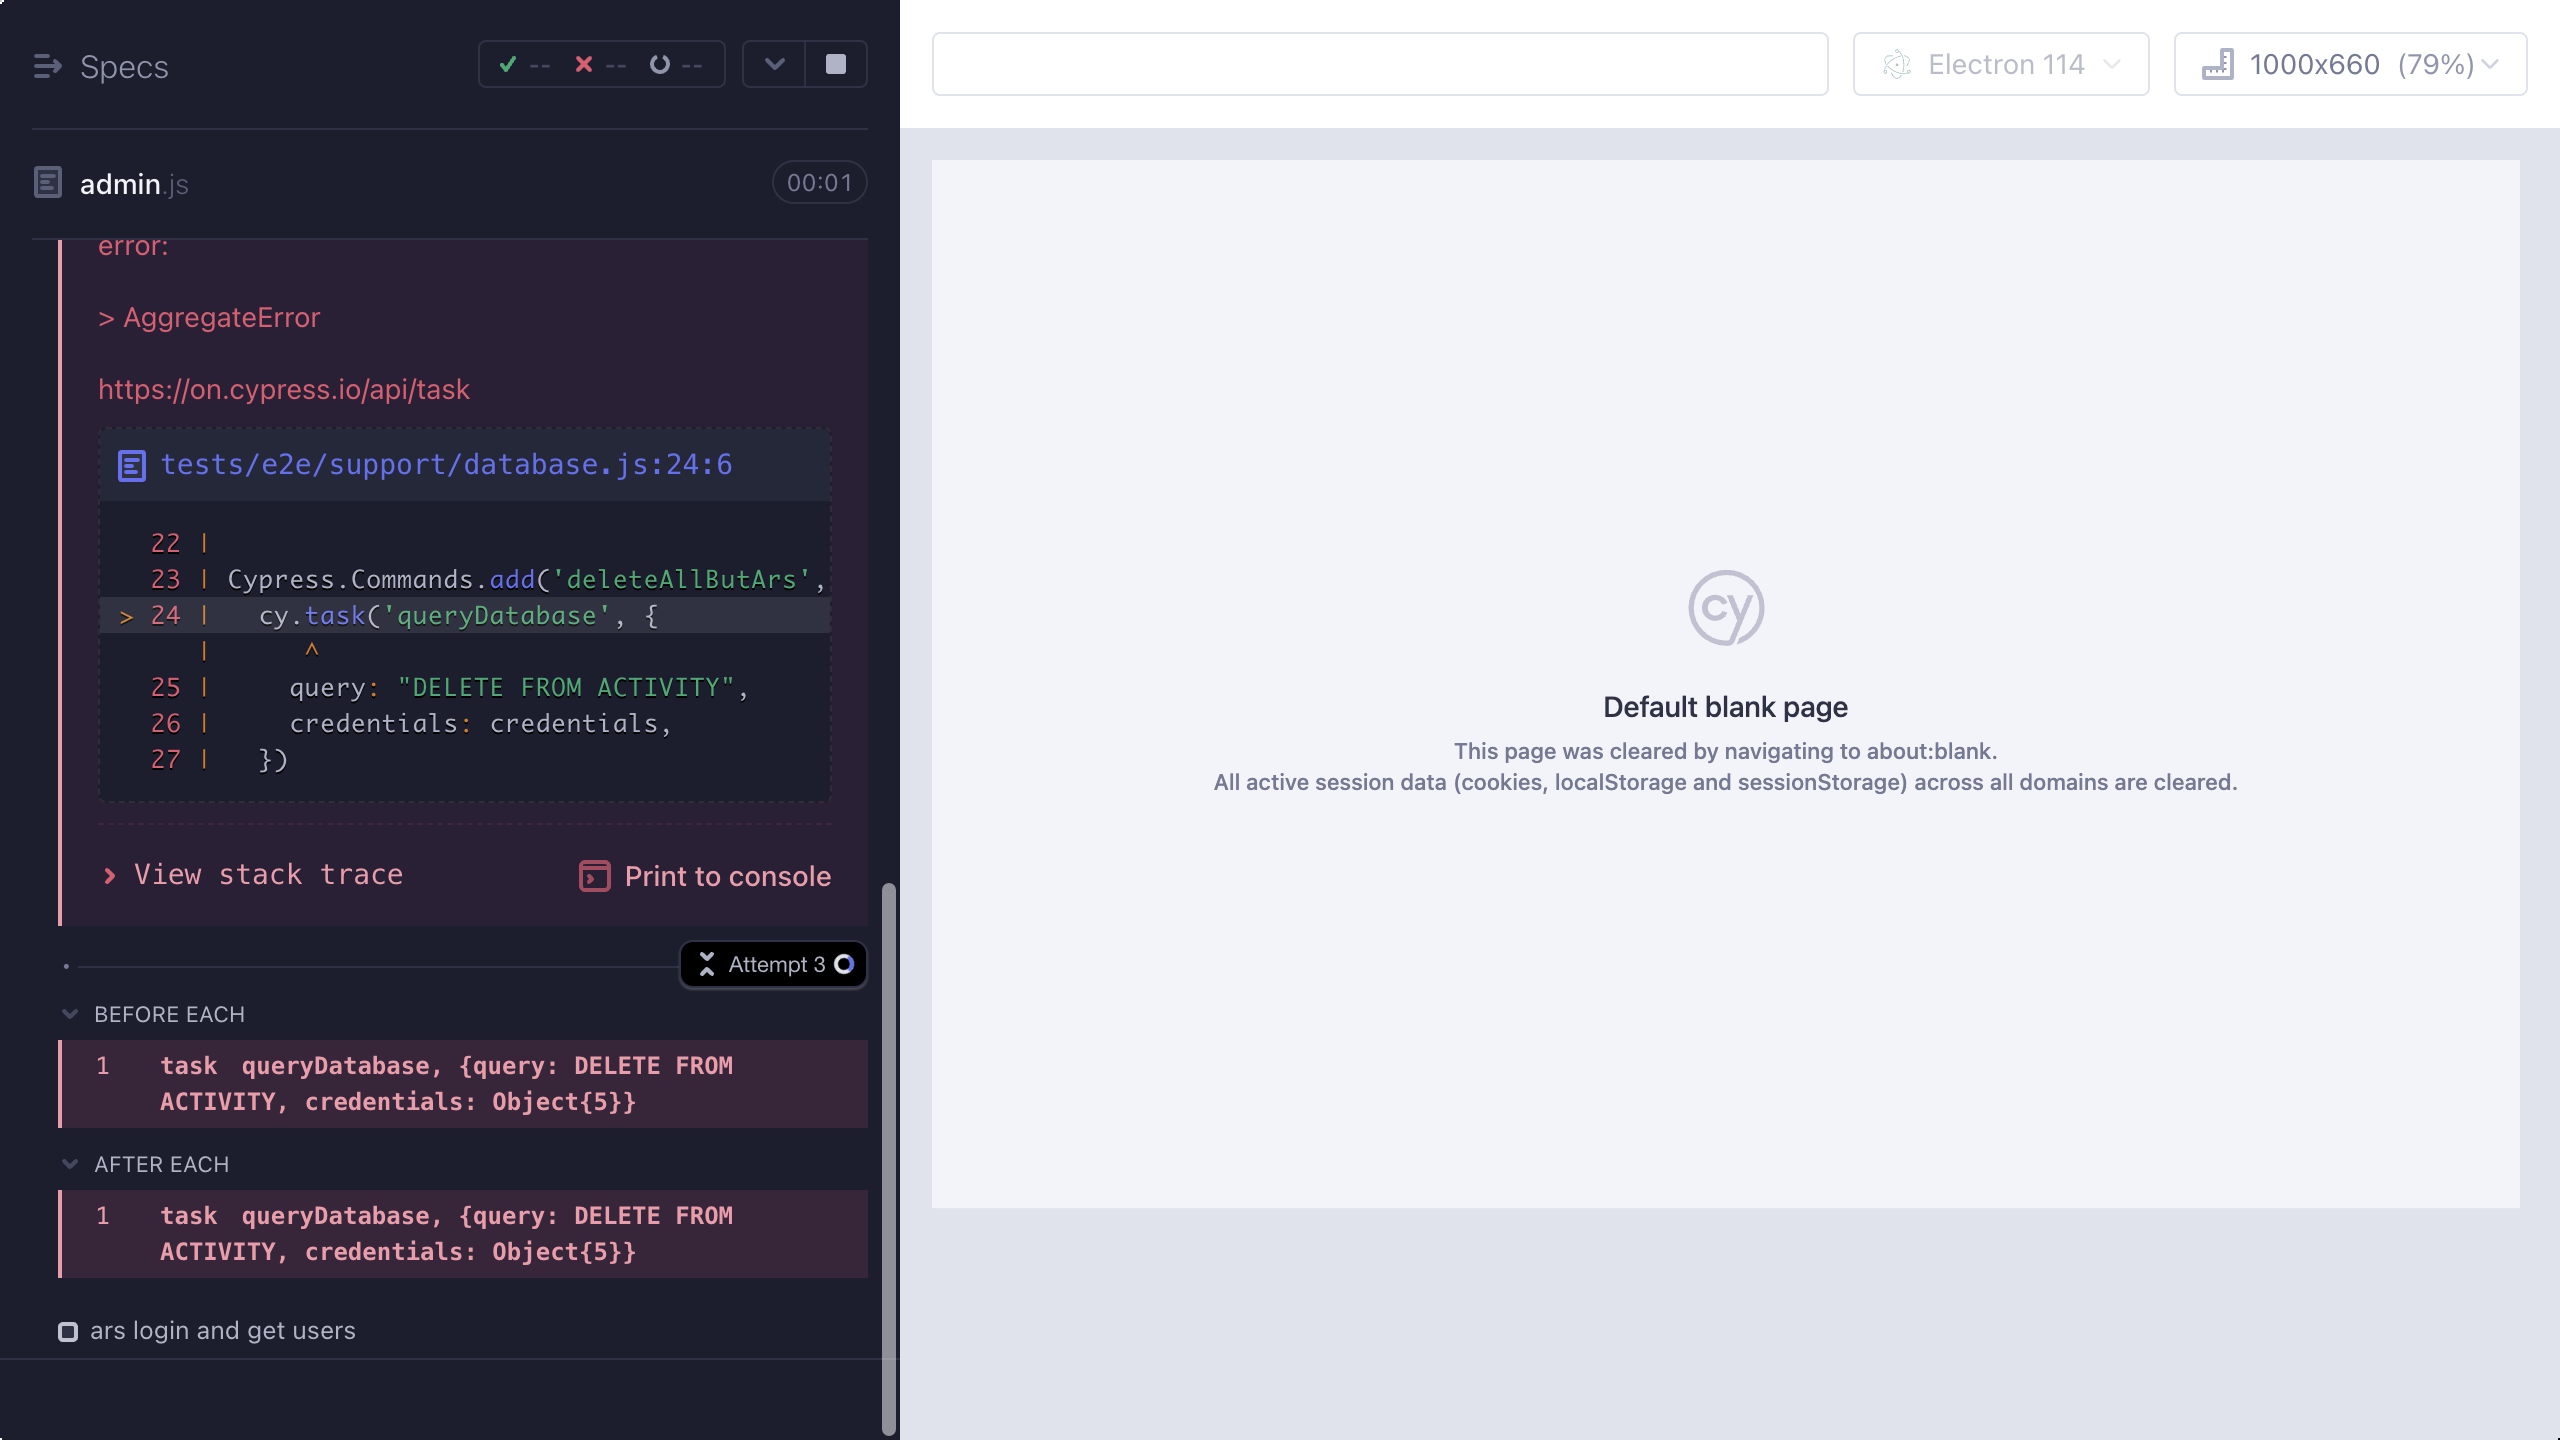 Specs
--
--
--
admin.js
00:01
error:
> AggregateError
https://on.cypress.io/api/task
tests/e2e/support/database.js:24:6
22 |
23 | Cypress.Commands.add('deleteAllButArs',
> 24 |   cy.task('queryDatabase', {
|      ^
25 |     query: "DELETE FROM ACTIVITY",
26 |     credentials: credentials,
27 |   })
View stack trace
Print to console
Attempt 3
BEFORE EACH
1 task queryDatabase, {query: DELETE FROM
ACTIVITY, credentials: Object{5}}
AFTER EACH
1 task queryDatabase, {query: DELETE FROM
ACTIVITY, credentials: Object{5}}
ars login and get users
Electron 114
1000x660 (79%)
cy
Default blank page
This page was cleared by navigating to about:blank.
All active session data (cookies, localStorage and sessionStorage) across all domains are cleared.